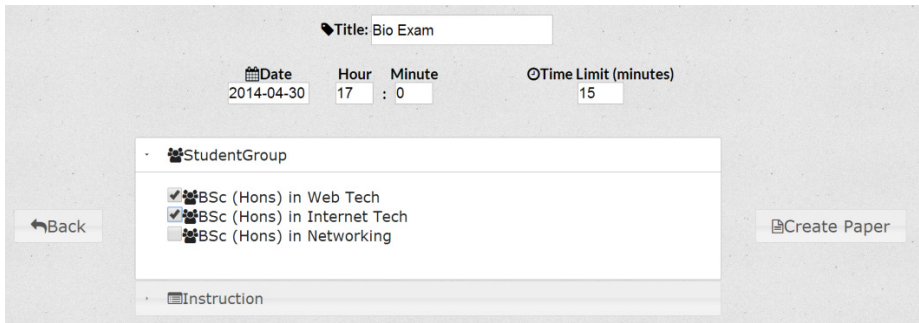 Title: Bio Exam
Date Hour Minute Time Limit (minutes)
2014-04-30 17 : 0 15
StudentGroup
BSc (Hons) in Web Tech
BSc (Hons) in Internet Tech
BSc (Hons) in Networking
Back
Create Paper
Instruction